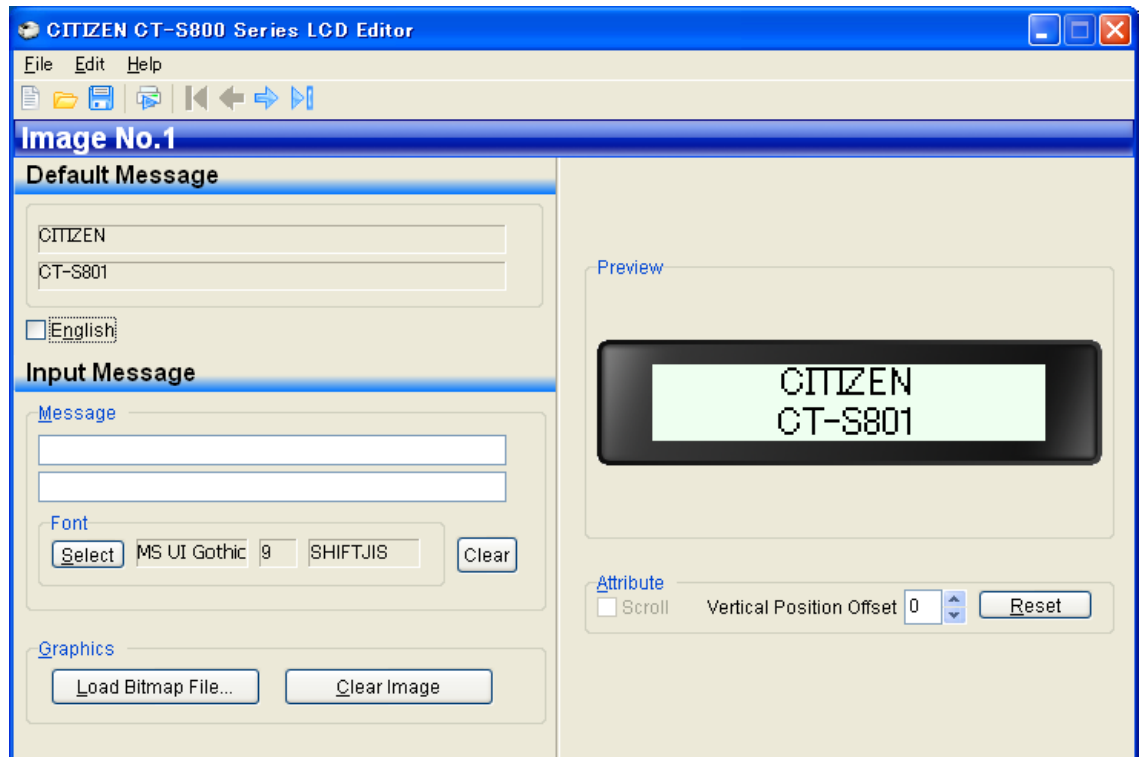 CITIZEN CT-S800 Series LCD Editor
File Edit Help
Image No.1
Default Message
CITIZEN
CT-S801
English
Input Message
Message
Font
Select MS UI Gothic 9 SHIFTJIS Clear
Graphics
Load Bitmap File... Clear Image
Preview
CITIZEN
CT-S801
Attribute
Scroll Vertical Position Offset 0 Reset